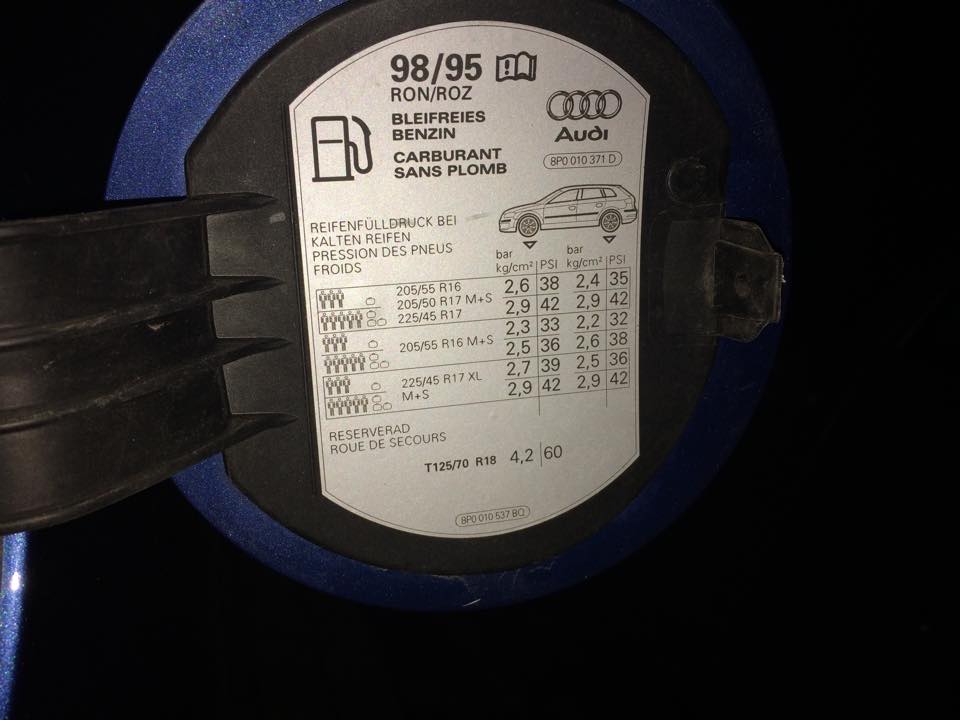 98/95
RON/ROZ
BLEIFREIES
BENZIN
CARBURANT
SANS PLOMB
Audi
8P0 010 371 D
REIFENFÜLLDRUCK BEI
KALTEN REIFEN
PRESSION DES PNEUS
FROIDS
bar kg/cm² PSI bar kg/cm² PSI
205/55 R16 2,6 38 2,4 35
205/50 R17 M+S
225/45 R17 2,9 42 2,9 42
2,3 33 2,2 32
205/55 R16 M+S
2,5 36 2,6 38
225/45 R17 XL 2,7 39 2,5 36
M+S 2,9 42 2,9 42
RESERVERAD
ROUE DE SECOURS
T125/70 R18 4,2 60
8P0 010 537 BQ